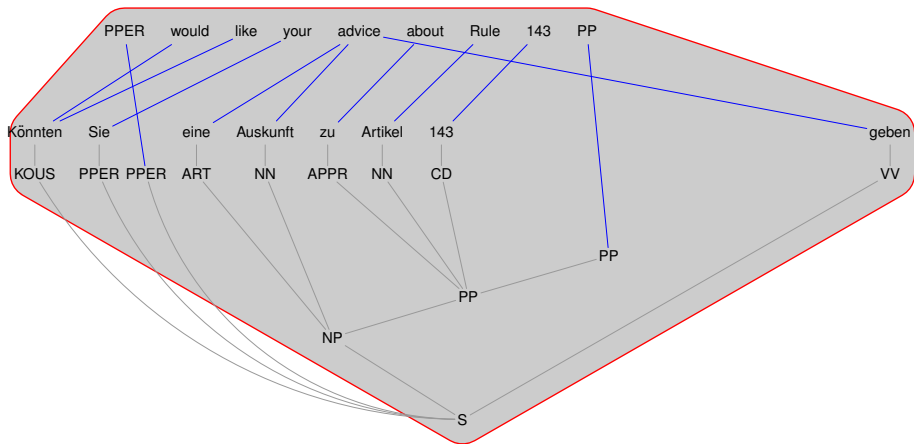 PPER would like your advice about Rule 143 PP
Könnten Sie eine Auskunft zu Artikel 143 geben
KOUS PPER PPER ART NN APPR NN CD VV
PP
PP
NP
S